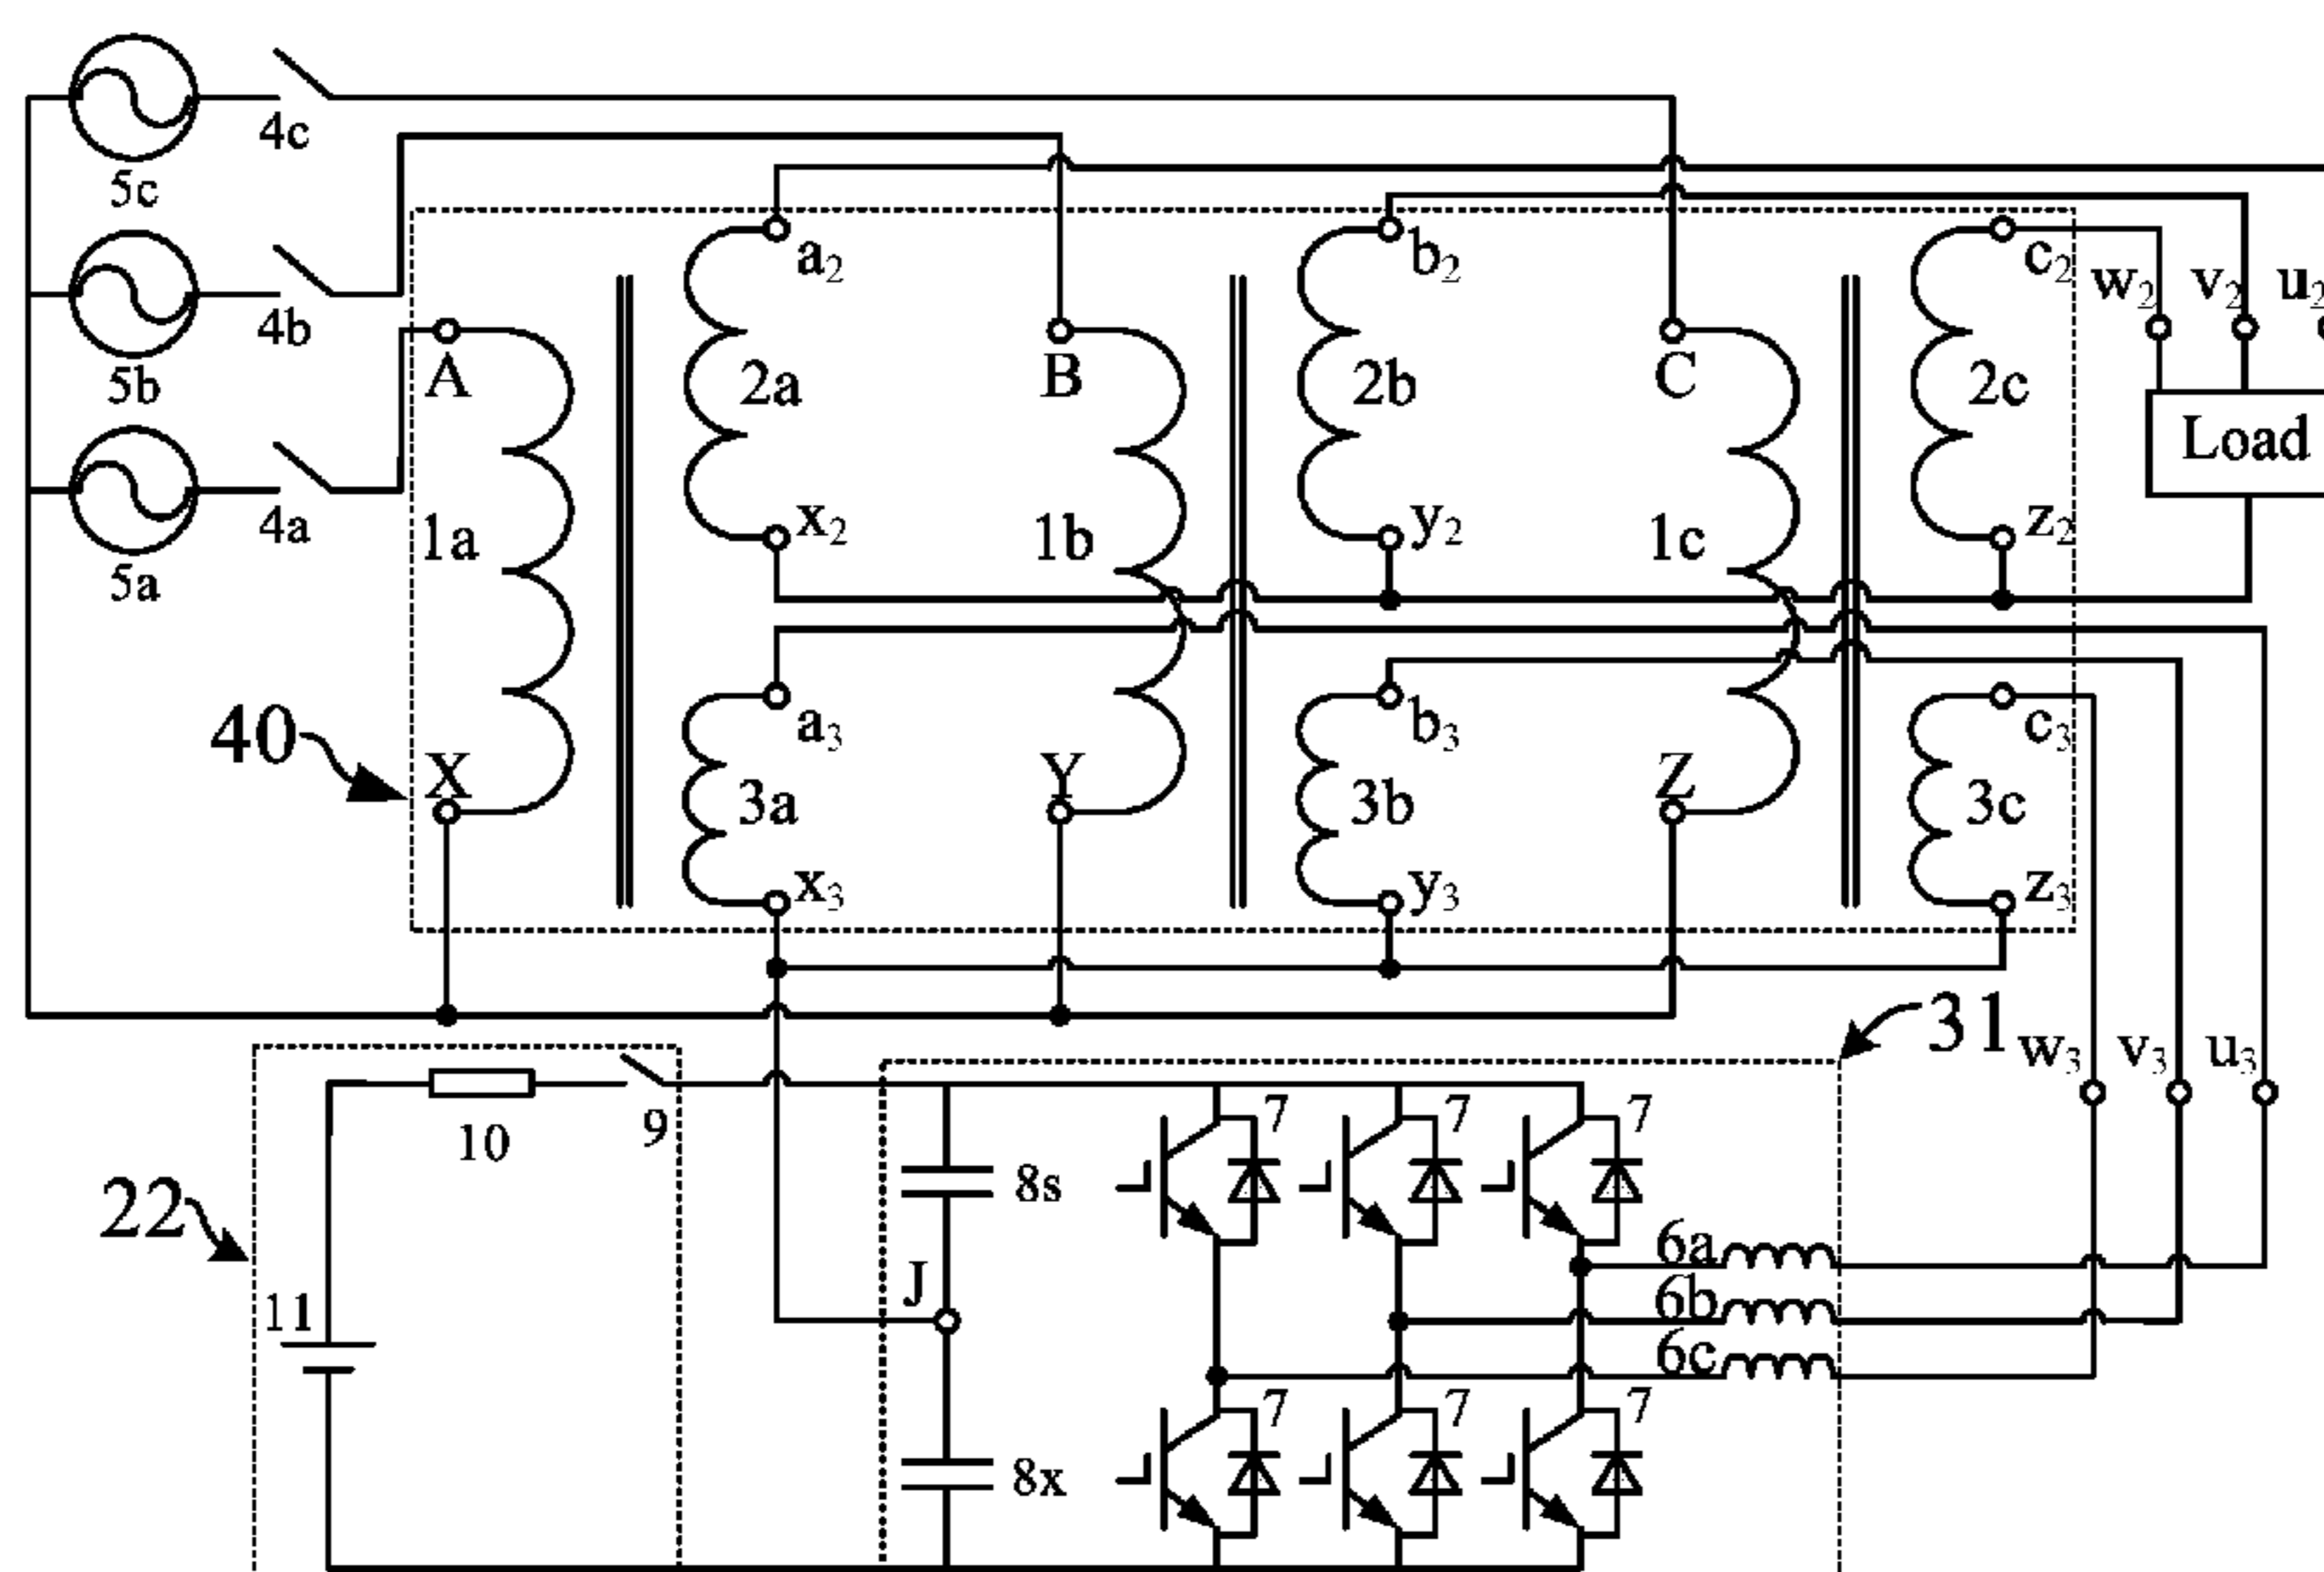 4c
5c
a₂
b₂
c₂
w₂
v₂
u₂
4b
5b
A
2a
B
2b
C
2c
Load
4a
5a
1a
x₂
1b
y₂
1c
z₂
40
a₃
b₃
c₃
X
3a
Y
3b
Z
3c
x₃
y₃
z₃
31
w₃
v₃
u₃
10
9
7
7
7
22
8s
11
J
6a
6b
6c
7
7
7
8x